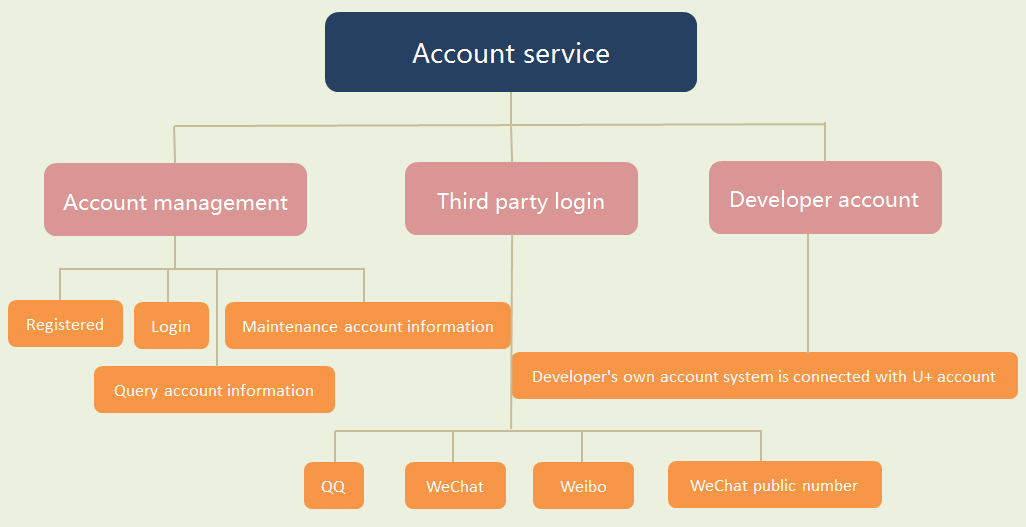 Account service
Account management
Third party login
Developer account
Registered
Login
Maintenance account information
Query account information
Developer's own account system is connected with U+ account
QQ
WeChat
Weibo
WeChat public number